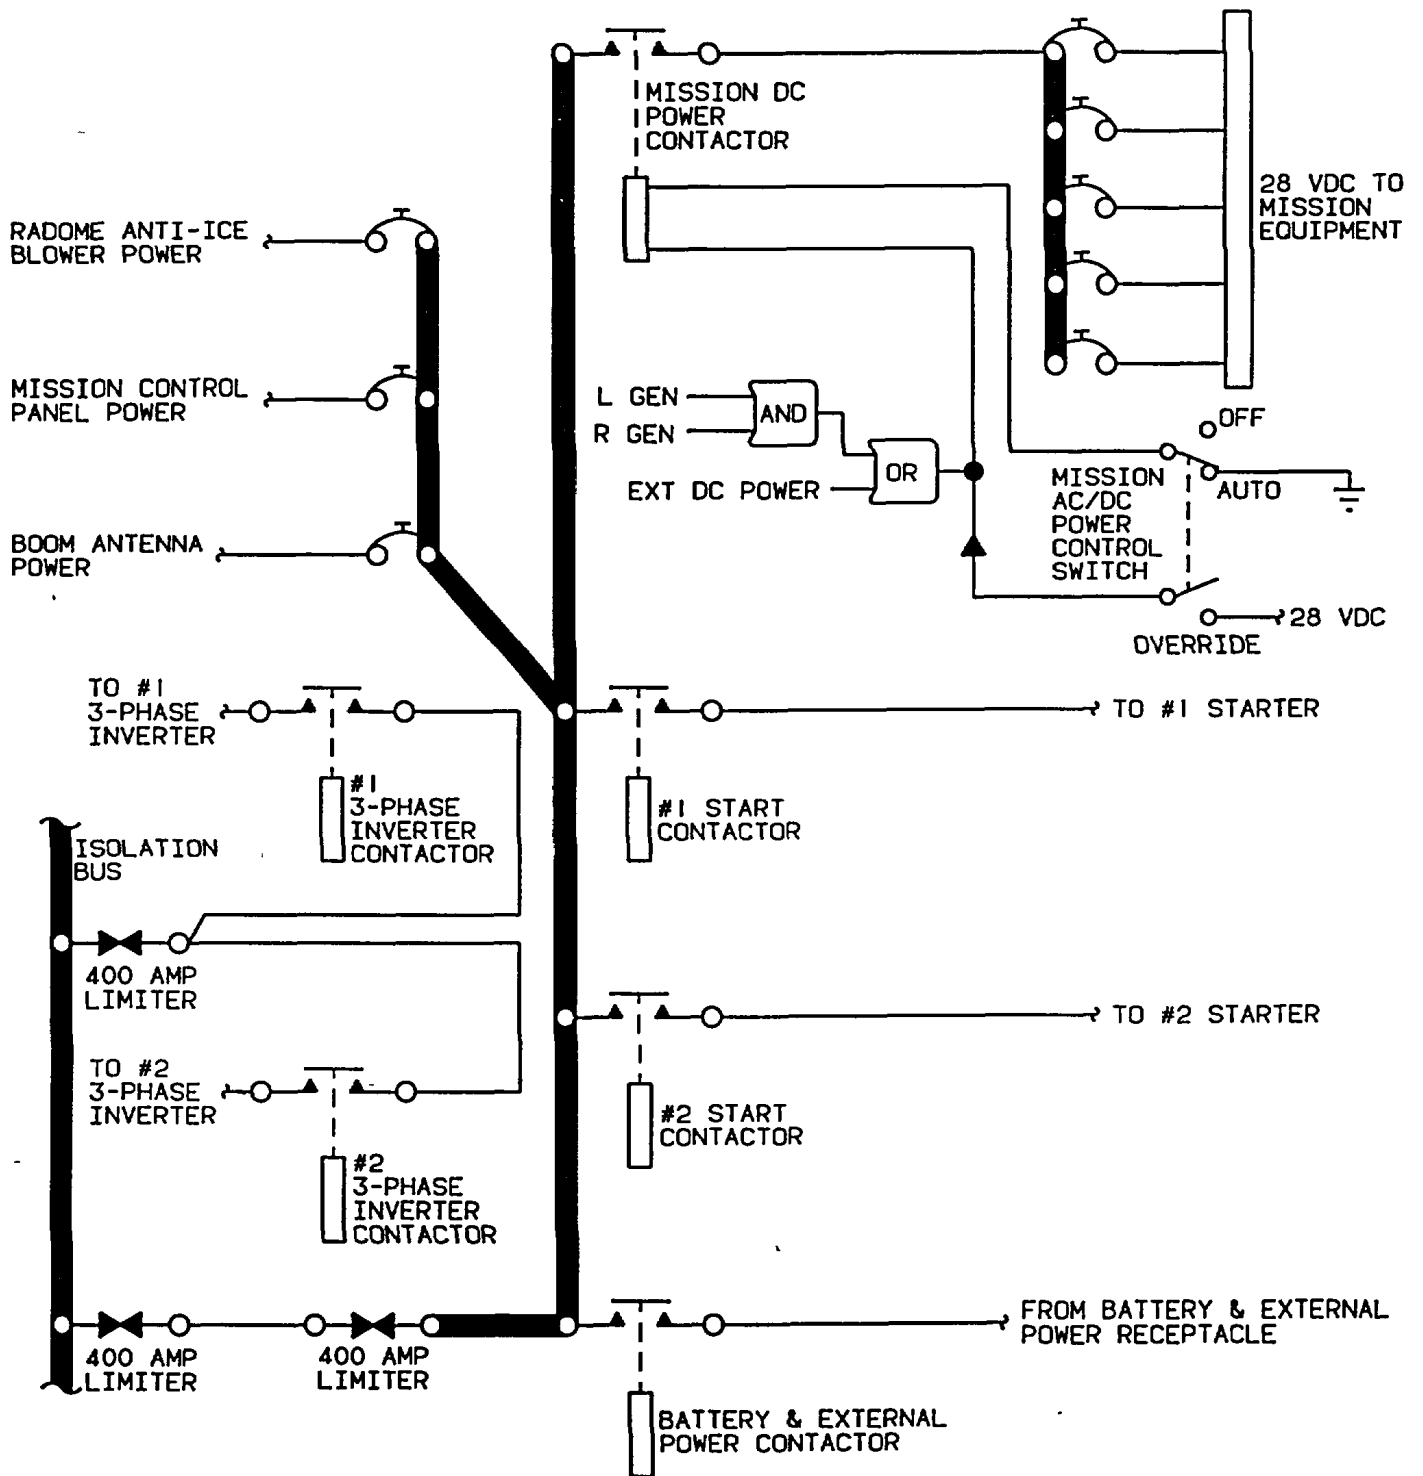 MISSION DC
POWER
CONTACTOR
28 VDC TO
MISSION
EQUIPMENT
RADOME ANTI-ICE
BLOWER POWER
MISSION CONTROL
PANEL POWER
L GEN
R GEN
AND
EXT DC POWER
OR
OFF
AUTO
MISSION
AC/DC
POWER
CONTROL
SWITCH
28 VDC
OVERRIDE
BOOM ANTENNA
POWER
TO #1
3-PHASE
INVERTER
#1
3-PHASE
INVERTER
CONTACTOR
TO #1 STARTER
#1 START
CONTACTOR
ISOLATION
BUS
400 AMP
LIMITER
TO #2 STARTER
TO #2
3-PHASE
INVERTER
#2 START
CONTACTOR
#2
3-PHASE
INVERTER
CONTACTOR
400 AMP
LIMITER
400 AMP
LIMITER
FROM BATTERY & EXTERNAL
POWER RECEPTACLE
BATTERY & EXTERNAL
POWER CONTACTOR